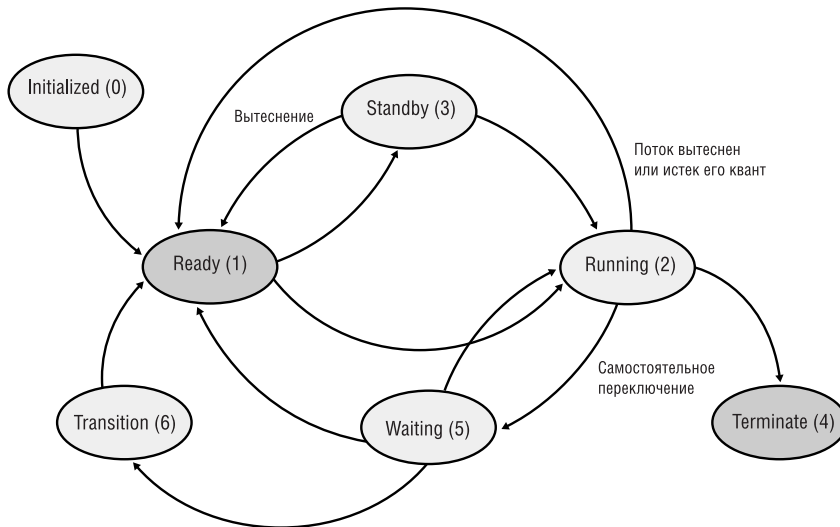 Initialized (0)
Standby (3)
Вытеснение
Поток вытеснен
или истек его квант
Ready (1)
Running (2)
Самостоятельное
переключение
Transition (6)
Waiting (5)
Terminate (4)